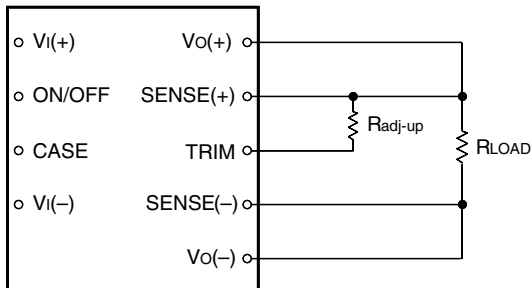 VI(+)
VO(+)
ON/OFF
SENSE(+)
Radj-up
CASE
TRIM
RLOAD
VI(–)
SENSE(–)
VO(–)